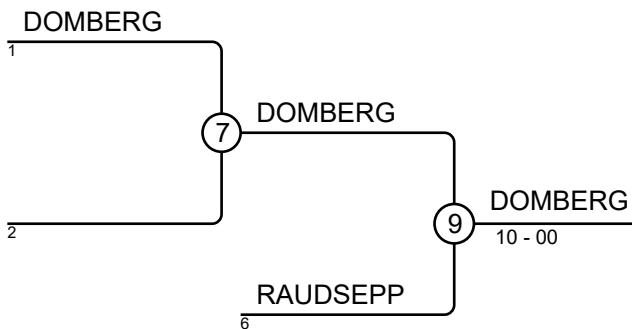 DOMBERG
1
7
DOMBERG
2
9
DOMBERG
10 - 00
RAUDSEPP
6